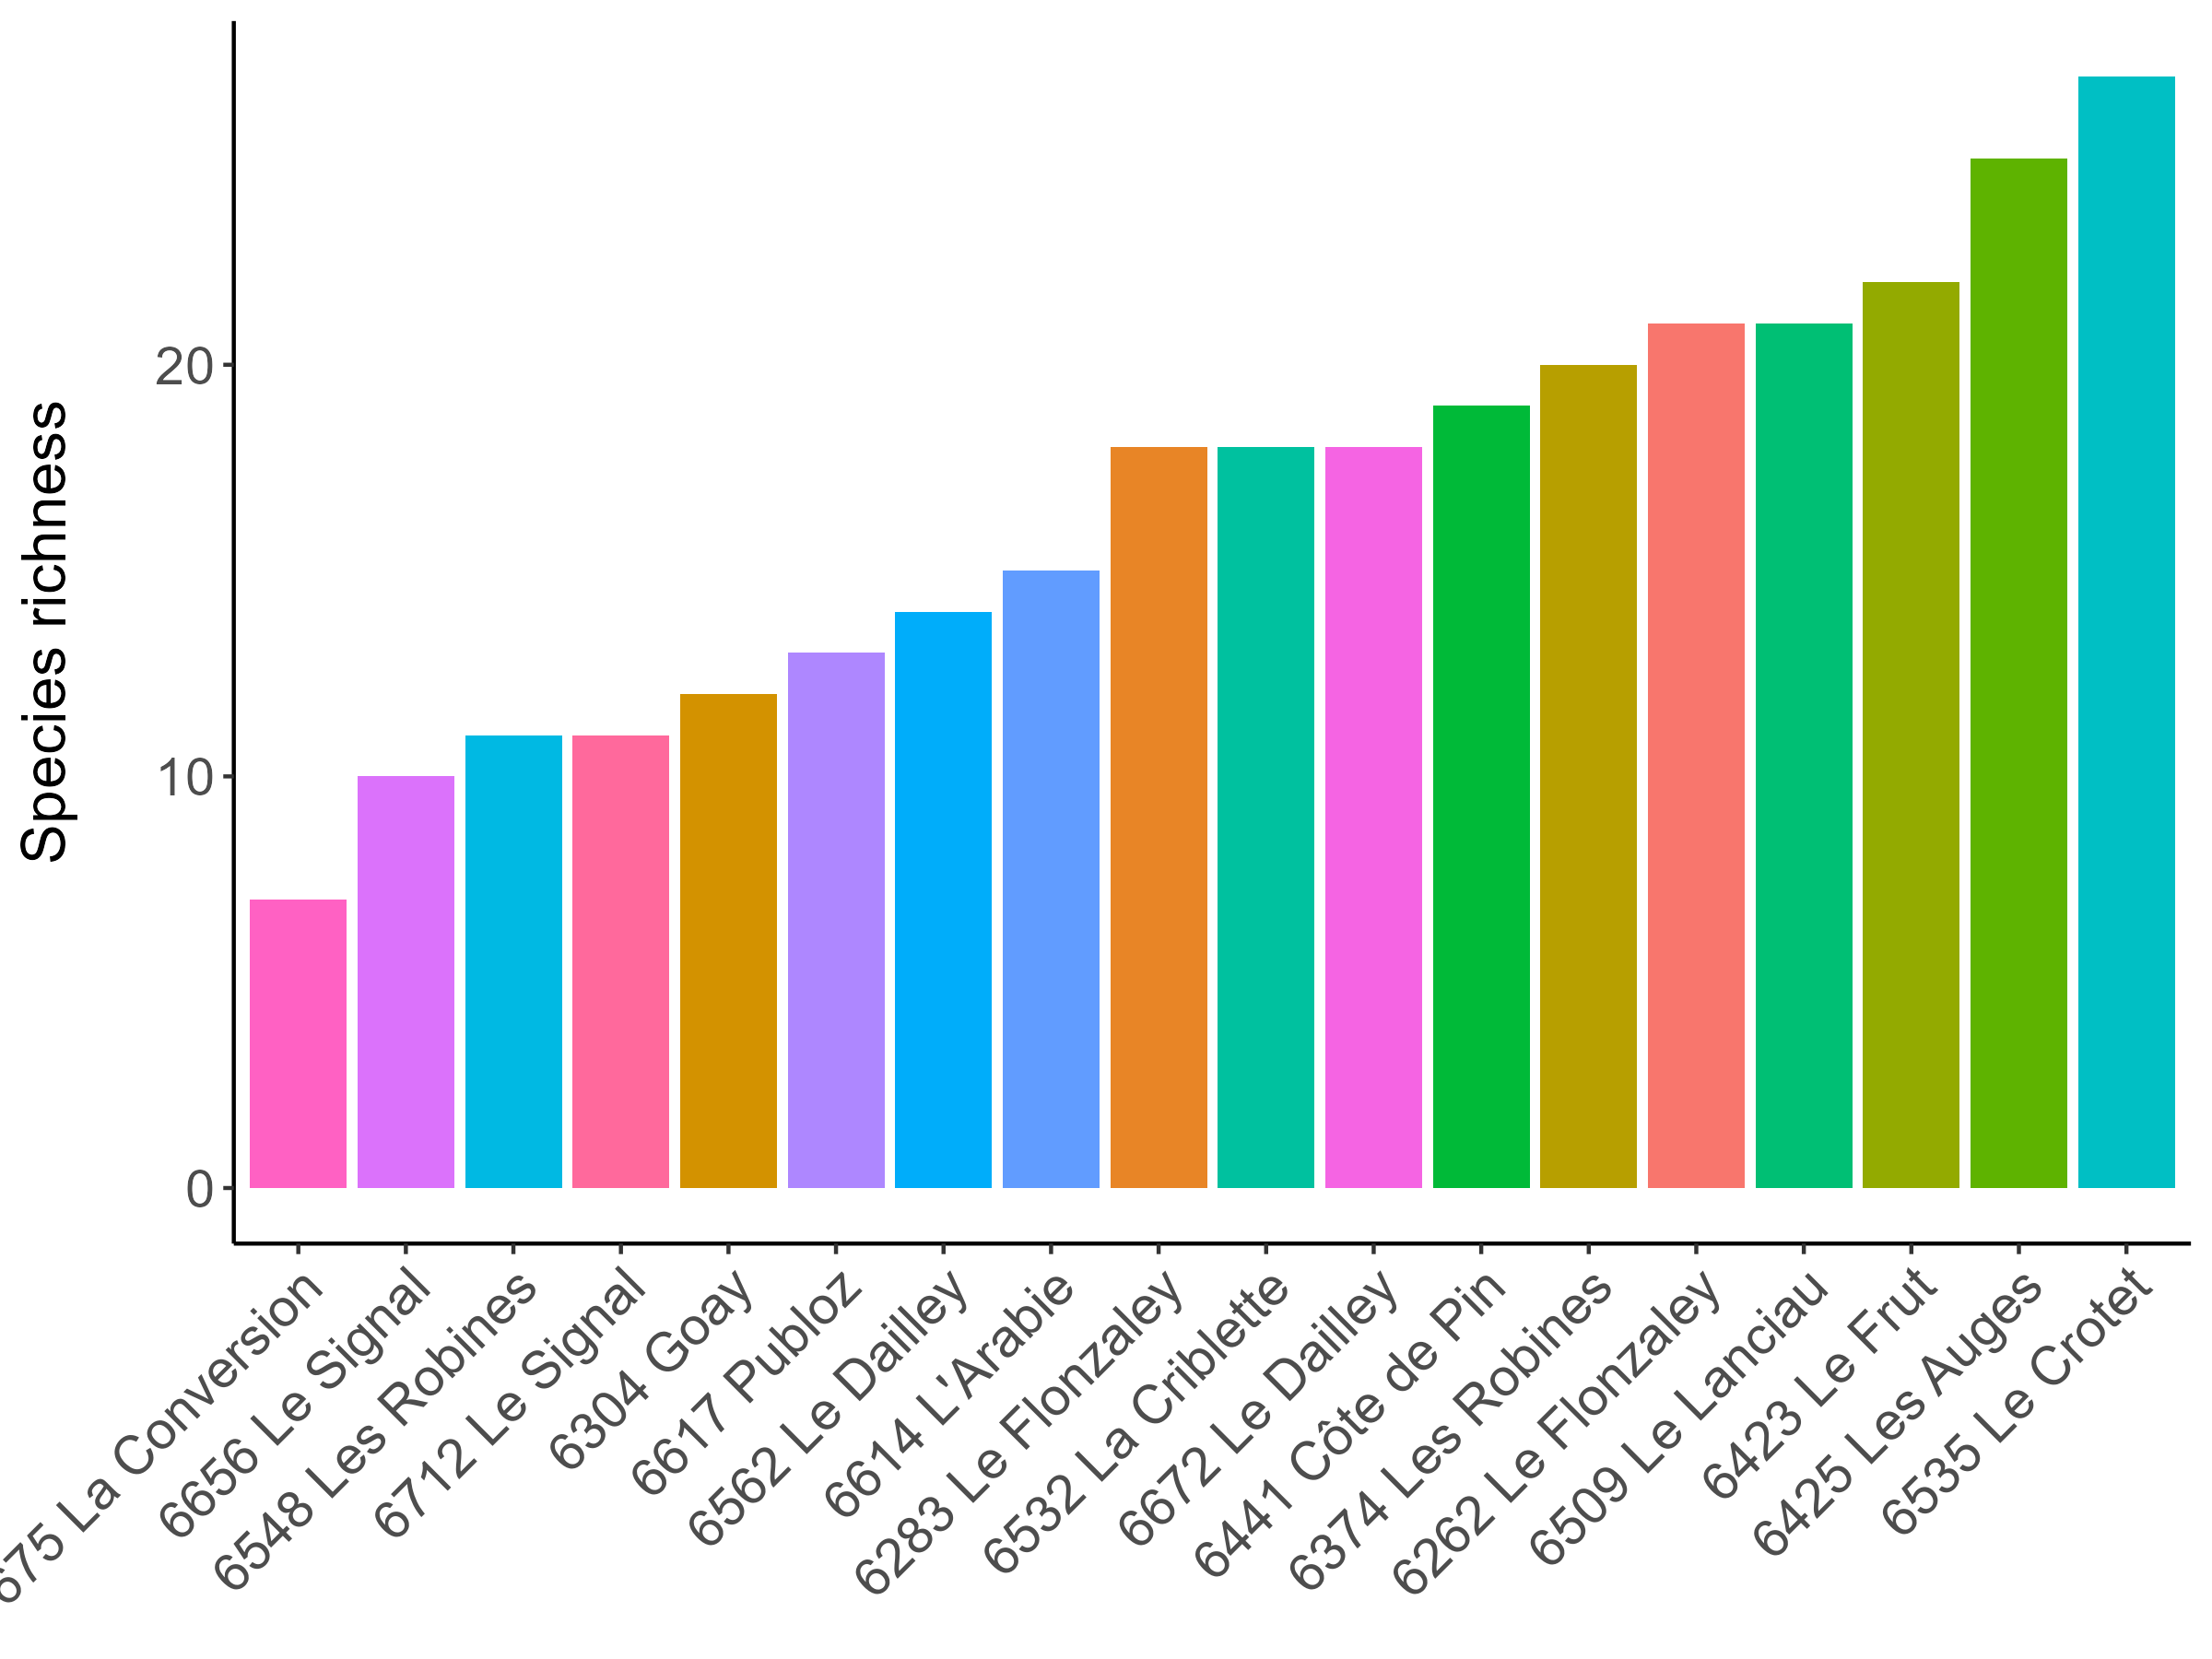 Species richness
20
10
0
675 La Conversion
6656 Le Signal
6548 Les Robines
6712 Le Signal
6304 Goay
6617 Publoz
6562 Le Dailley
6614 L'Arabie
6283 Le Flonzaley
6532 La Criblette
6672 Le Dailley
6441 Côte de Pin
6374 Les Robines
6262 Le Flonzaley
6509 Le Lanciau
6423 Le Frut
6425 Les Auges
6535 Le Crotet